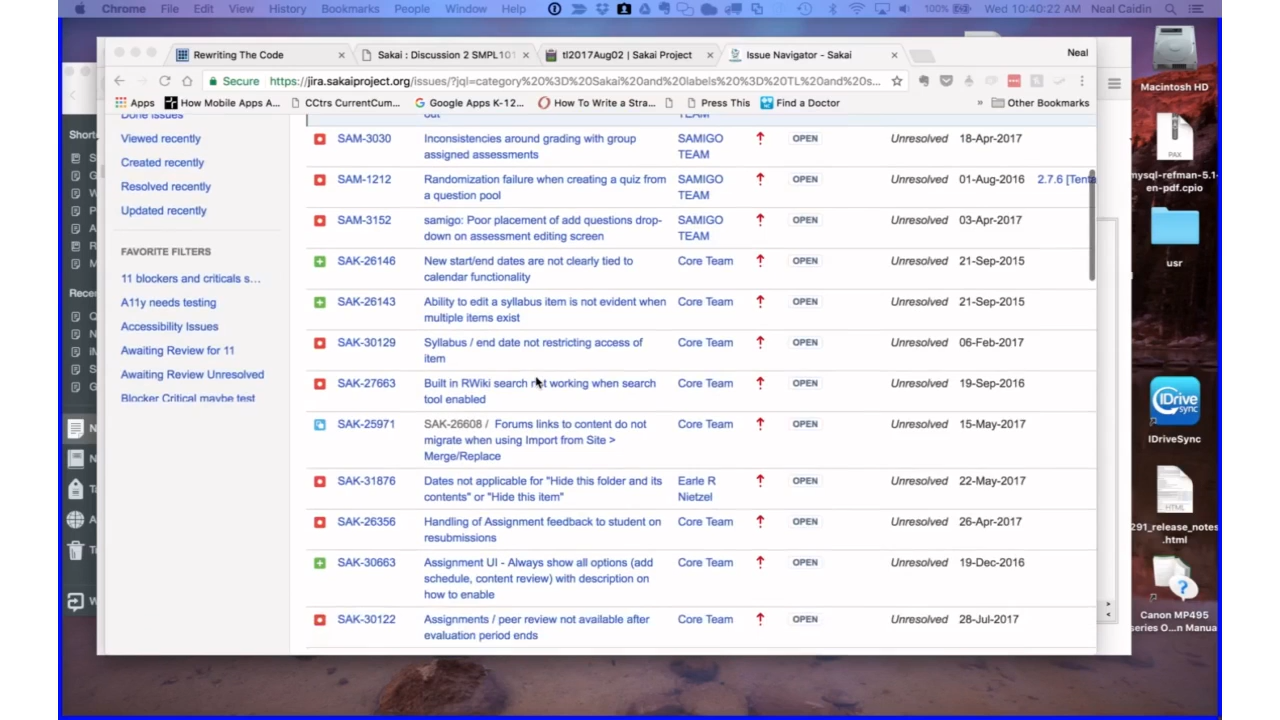 Chrome File Edit View History Bookmarks People Window Help 100% Wed 10:40:22 AM Neal Caidin
Rewriting The Code
Sakai : Discussion 2 SMPL101
tl2017Aug02 | Sakai Project
Issue Navigator - Sakai
Neal
Secure https://jira.sakaiproject.org/issues/?jql=category%20%3D%20Sakai%20and%20labels%20%3D%20TL%20and%20s...
Apps How Mobile Apps A... CCtrs CurrentCum... Google Apps K-12... How To Write a Stra... Press This Find a Doctor » Other Bookmarks
Done issues
Viewed recently
Created recently
Resolved recently
Updated recently
FAVORITE FILTERS
11 blockers and criticals s...
A11y needs testing
Accessibility Issues
Awaiting Review for 11
Awaiting Review Unresolved
Blocker Critical maybe test
out TEAM
SAM-3030 Inconsistencies around grading with group SAMIGO OPEN Unresolved 18-Apr-2017
assigned assessments TEAM
SAM-1212 Randomization failure when creating a quiz from SAMIGO OPEN Unresolved 01-Aug-2016 2.7.6 [Tenta
a question pool TEAM
SAM-3152 samigo: Poor placement of add questions drop- SAMIGO OPEN Unresolved 03-Apr-2017
down on assessment editing screen TEAM
SAK-26146 New start/end dates are not clearly tied to Core Team OPEN Unresolved 21-Sep-2015
calendar functionality
SAK-26143 Ability to edit a syllabus item is not evident when Core Team OPEN Unresolved 21-Sep-2015
multiple items exist
SAK-30129 Syllabus / end date not restricting access of Core Team OPEN Unresolved 06-Feb-2017
item
SAK-27663 Built in RWiki search not working when search Core Team OPEN Unresolved 19-Sep-2016
tool enabled
SAK-25971 SAK-26608 / Forums links to content do not Core Team OPEN Unresolved 15-May-2017
migrate when using Import from Site >
Merge/Replace
SAK-31876 Dates not applicable for "Hide this folder and its Earle R OPEN Unresolved 22-May-2017
contents" or "Hide this item" Nietzel
SAK-26356 Handling of Assignment feedback to student on Core Team OPEN Unresolved 26-Apr-2017
resubmissions
SAK-30663 Assignment UI - Always show all options (add Core Team OPEN Unresolved 19-Dec-2016
schedule, content review) with description on
how to enable
SAK-30122 Assignments / peer review not available after Core Team OPEN Unresolved 28-Jul-2017
evaluation period ends
Short
Rece
Macintosh HD
PAX
mysql-refman-5.1-
en-pdf.cpio
usr
IDrive
sync
IDriveSync
HTML
291_release_notes
.html
Canon MP495
series O...n Manual